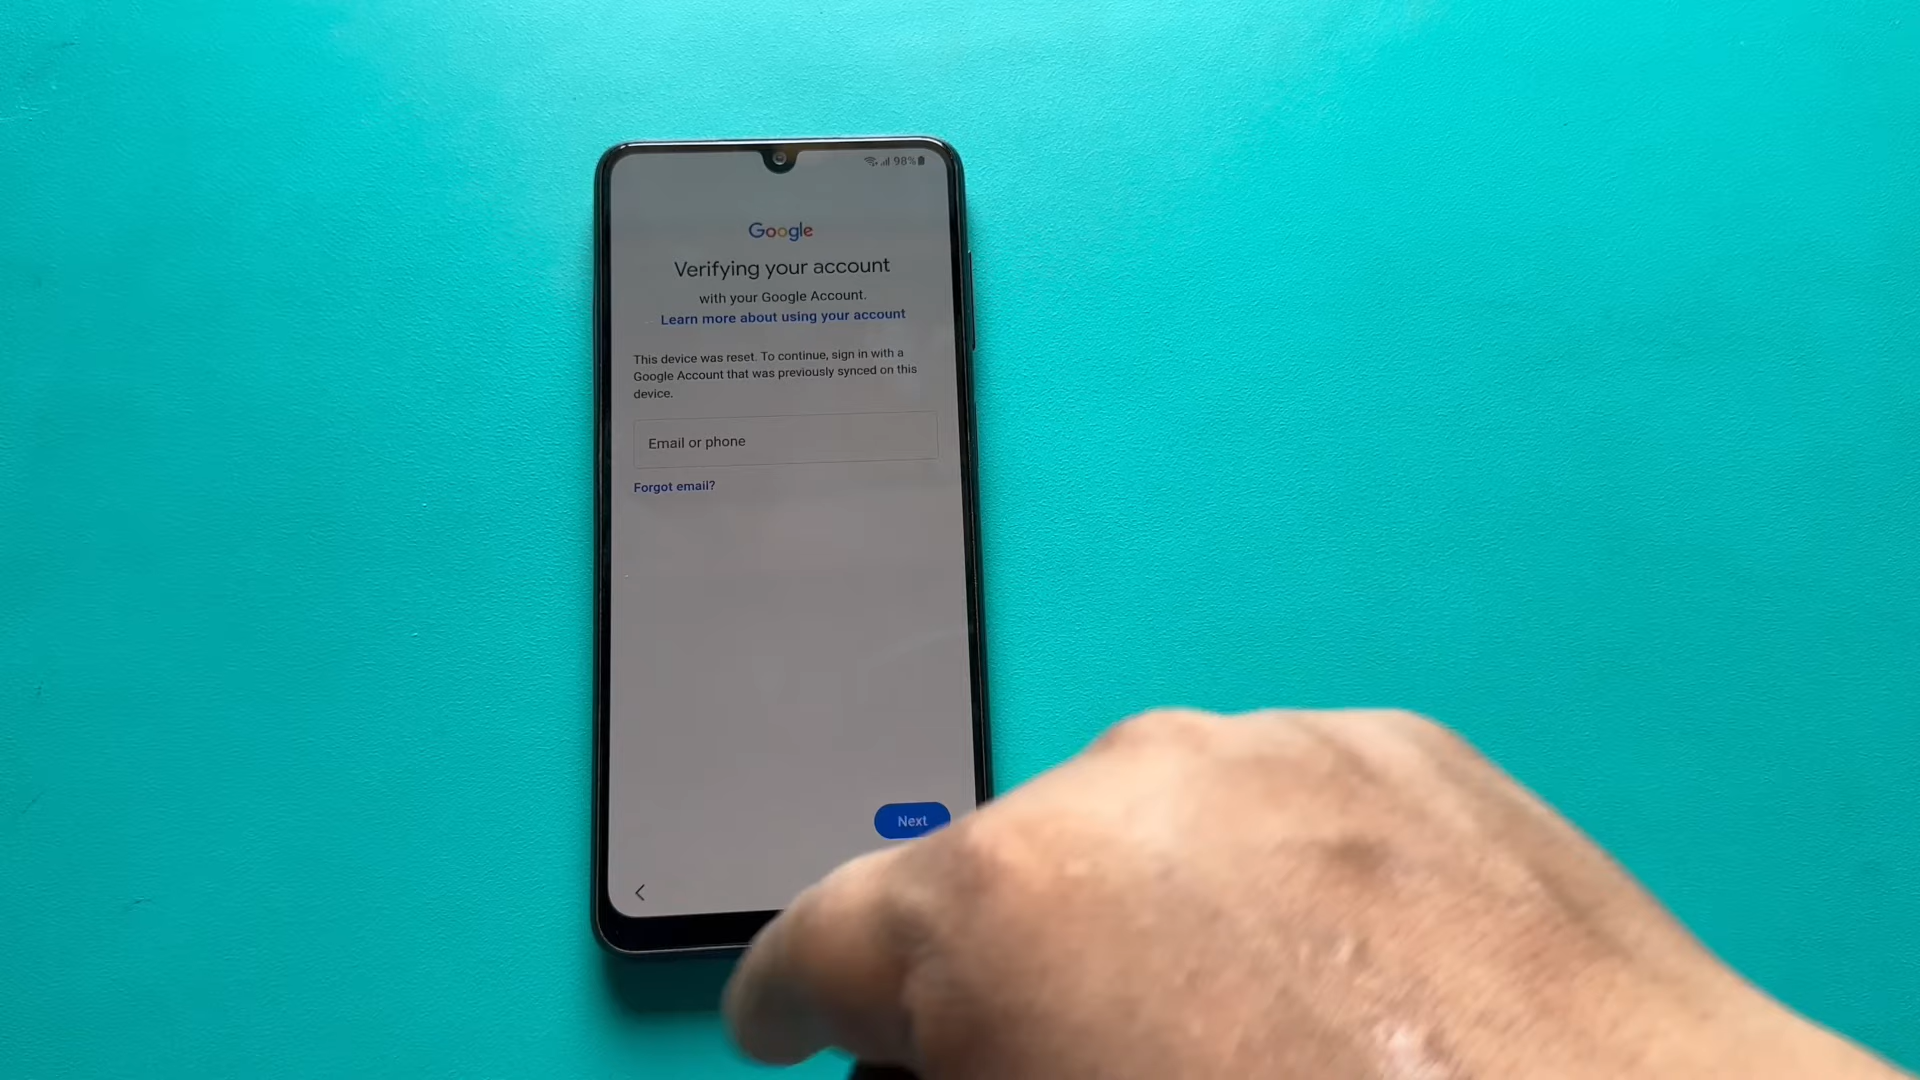 98%
Google
Verifying your account
with your Google Account.
Learn more about using your account
This device was reset. To continue, sign in with a
Google Account that was previously synced on this
device.
Email or phone
Forgot email?
Next